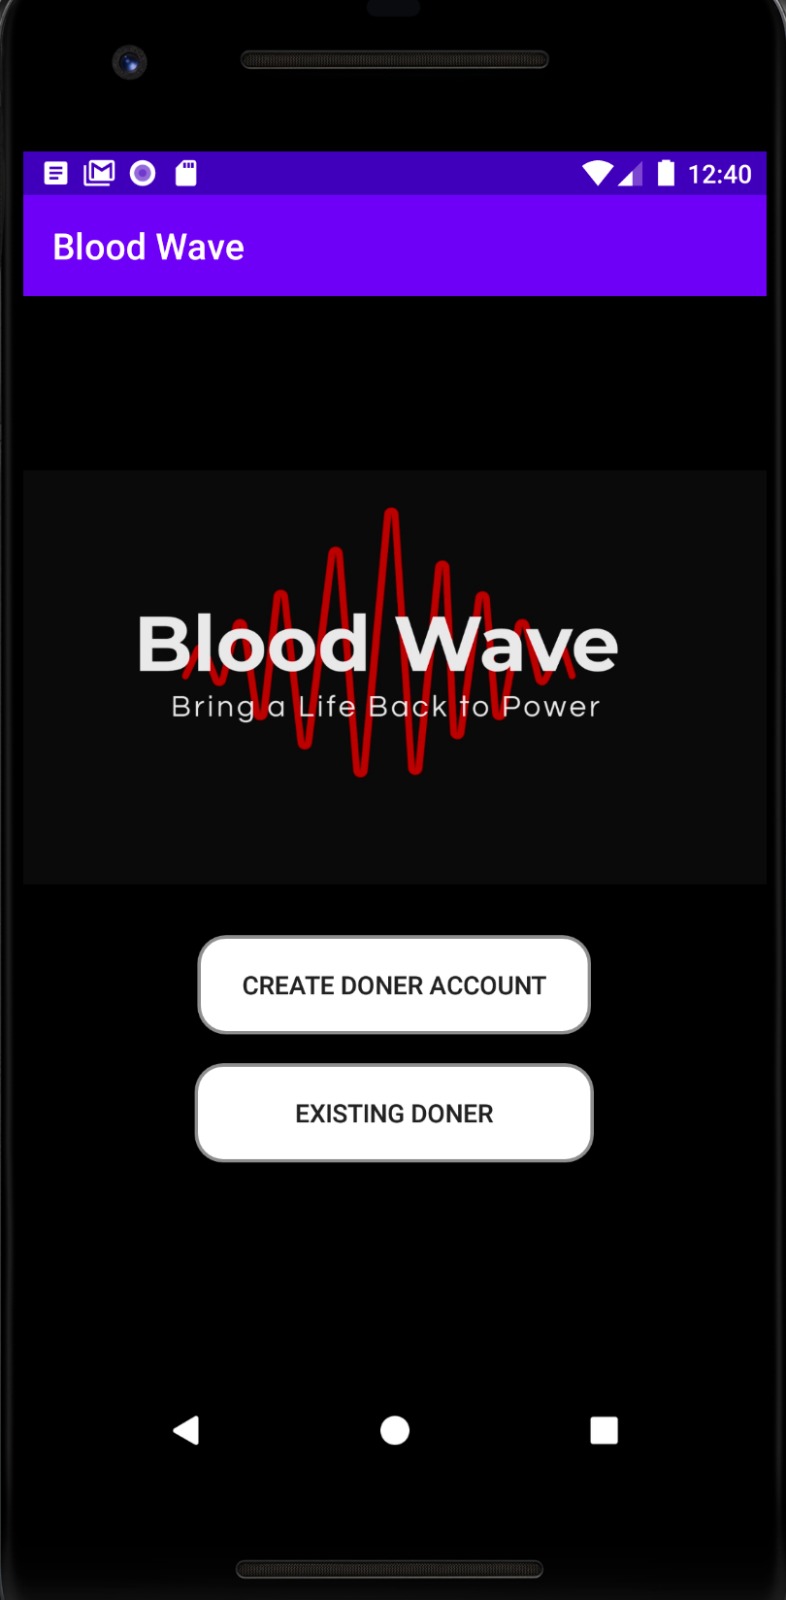 12:40
Blood Wave
Blood Wave
Bring a Life Back to Power
CREATE DONER ACCOUNT
EXISTING DONER